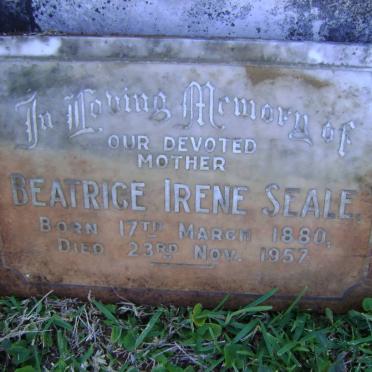 In Loving Memory of
OUR DEVOTED
MOTHER
BEATRICE IRENE SEALE.
BORN 17TH MARCH 1880,
DIED 23RD NOV. 1957.